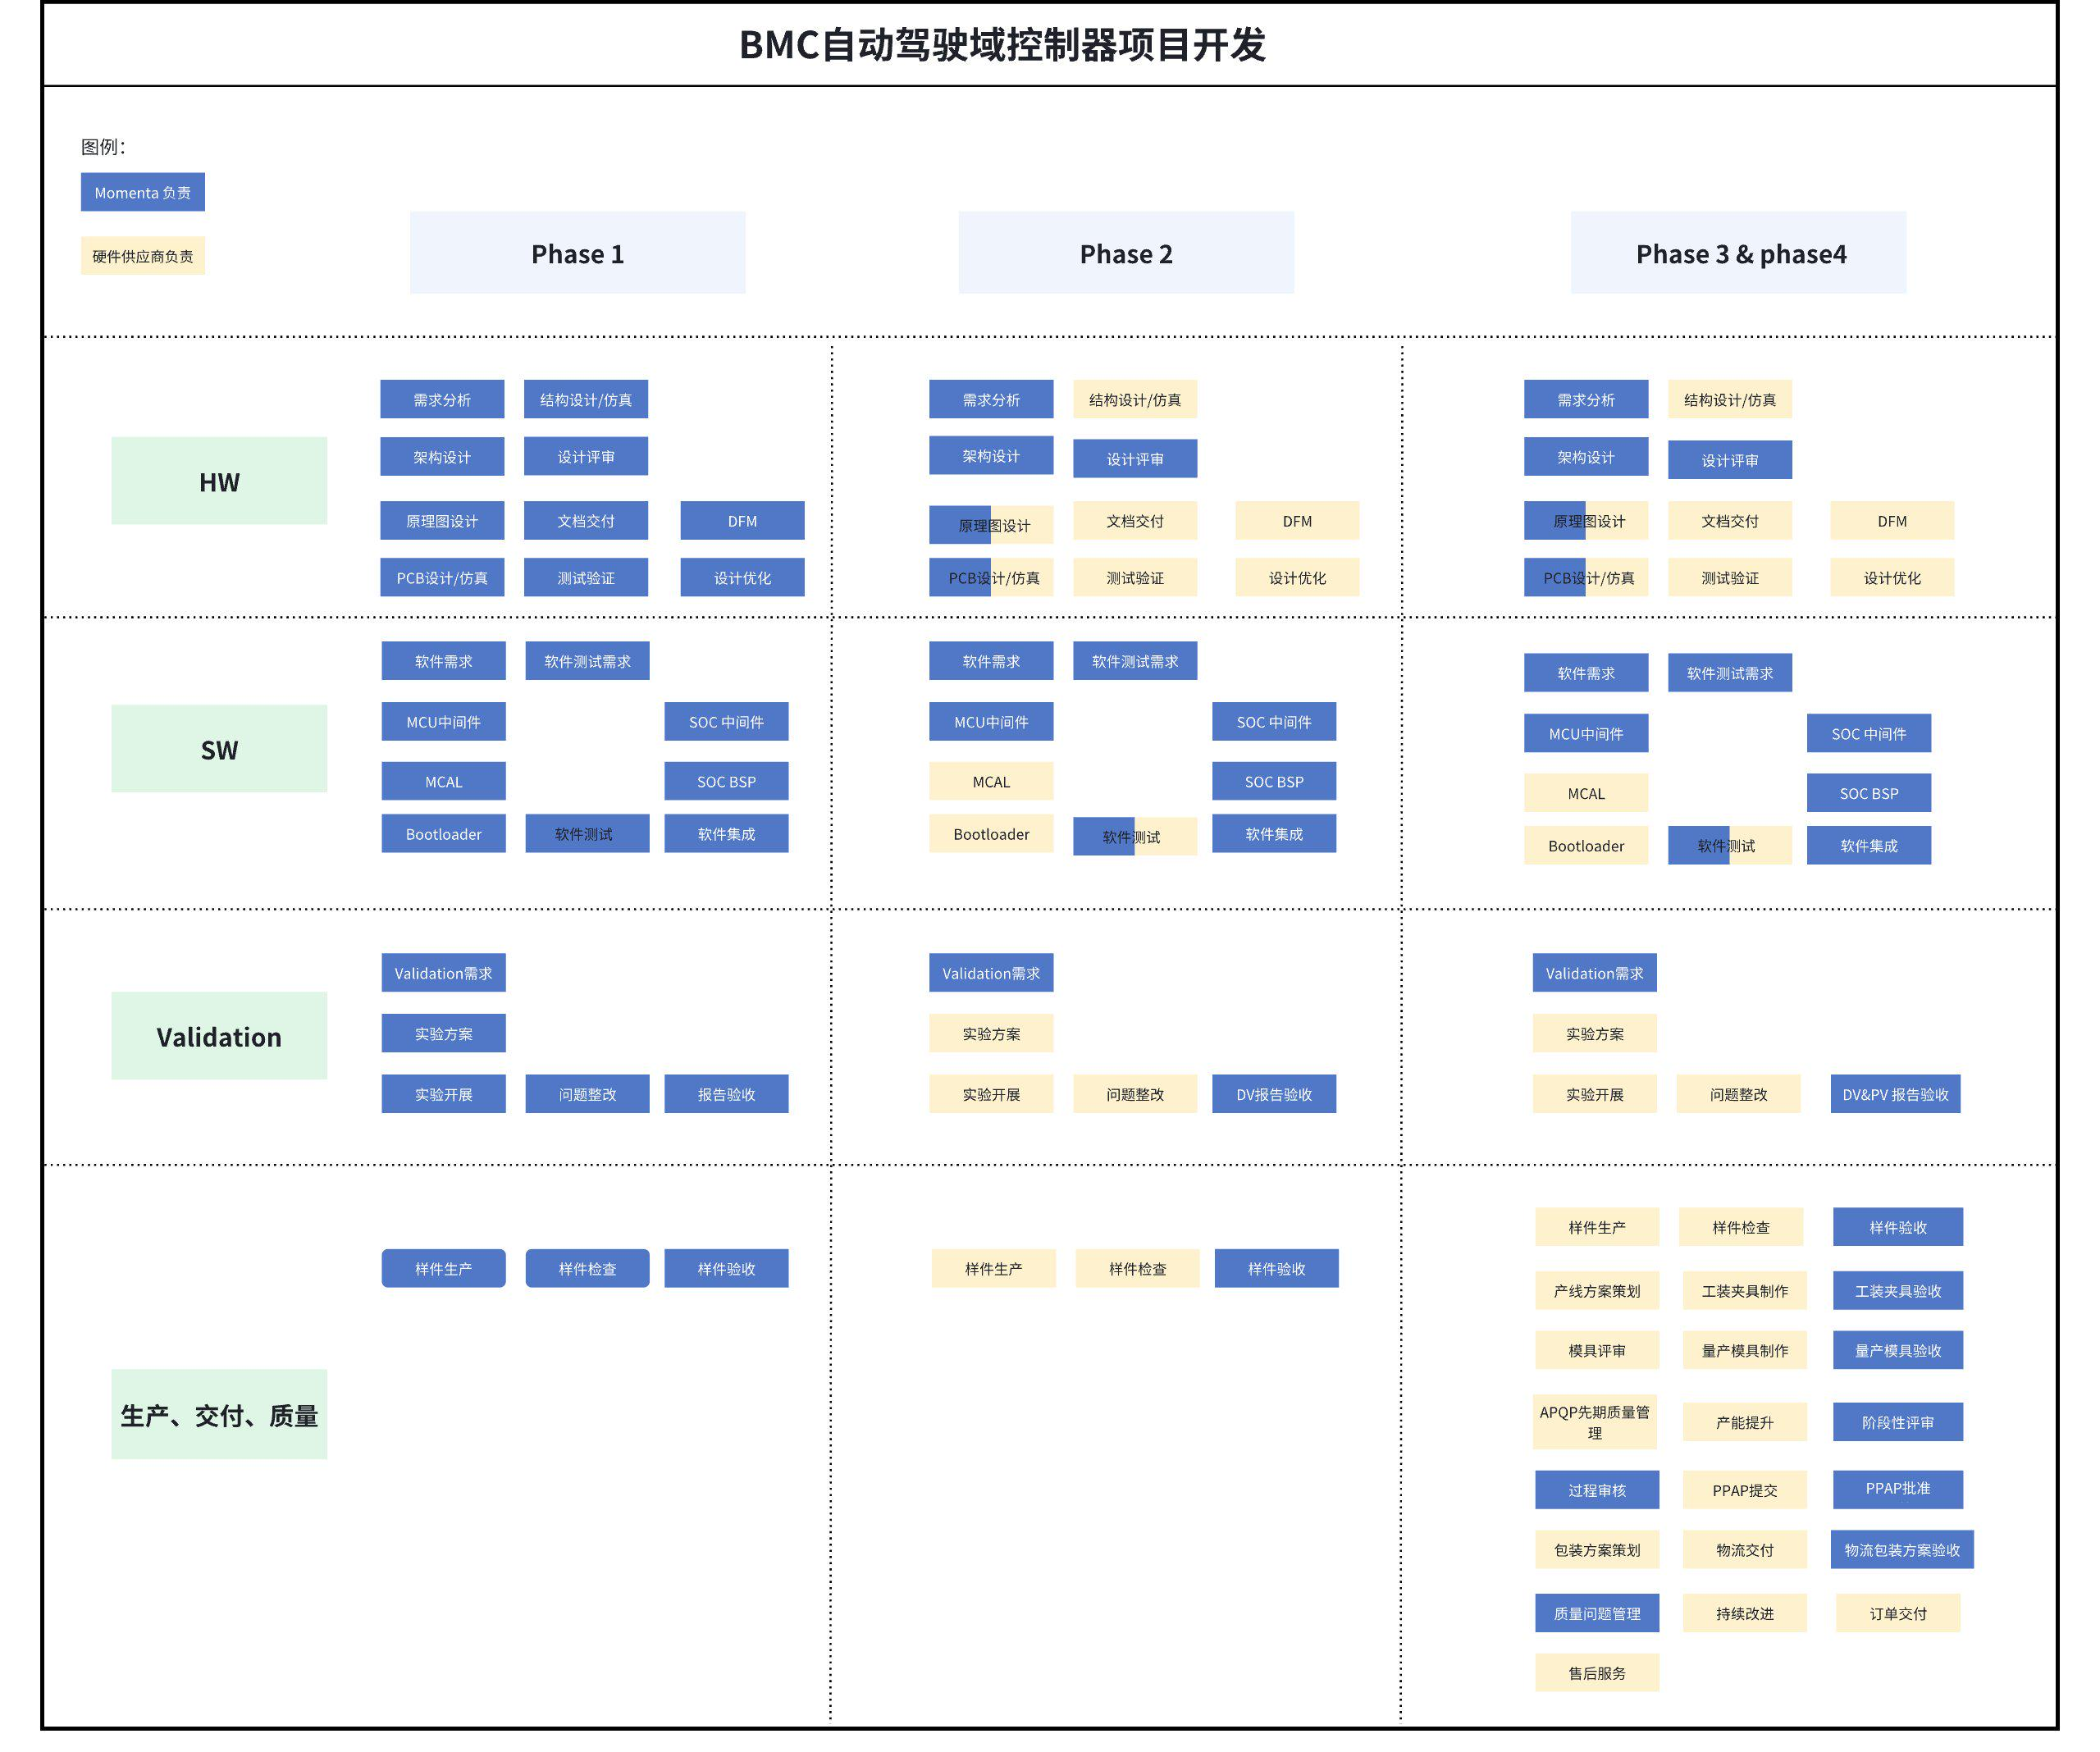 BMC自动驾驶域控制器项目开发
图例：
Momenta 负责
硬件供应商负责
Phase 1
Phase 2
Phase 3 & phase4
HW
需求分析
结构设计/仿真
架构设计
设计评审
原理图设计
文档交付
DFM
PCB设计/仿真
测试验证
设计优化
需求分析
结构设计/仿真
架构设计
设计评审
原理图设计
文档交付
DFM
PCB设计/仿真
测试验证
设计优化
需求分析
结构设计/仿真
架构设计
设计评审
原理图设计
文档交付
DFM
PCB设计/仿真
测试验证
设计优化
SW
软件需求
软件测试需求
MCU中间件
SOC 中间件
MCAL
SOC BSP
Bootloader
软件测试
软件集成
软件需求
软件测试需求
MCU中间件
SOC 中间件
MCAL
SOC BSP
Bootloader
软件测试
软件集成
软件需求
软件测试需求
MCU中间件
SOC 中间件
MCAL
SOC BSP
Bootloader
软件测试
软件集成
Validation
Validation需求
实验方案
实验开展
问题整改
报告验收
Validation需求
实验方案
实验开展
问题整改
DV报告验收
Validation需求
实验方案
实验开展
问题整改
DV&PV 报告验收
生产、交付、质量
样件生产
样件检查
样件验收
样件生产
样件检查
样件验收
样件生产
样件检查
样件验收
产线方案策划
工装夹具制作
工装夹具验收
模具评审
量产模具制作
量产模具验收
APQP先期质量管
理
产能提升
阶段性评审
过程审核
PPAP提交
PPAP批准
包装方案策划
物流交付
物流包装方案验收
质量问题管理
持续改进
订单交付
售后服务